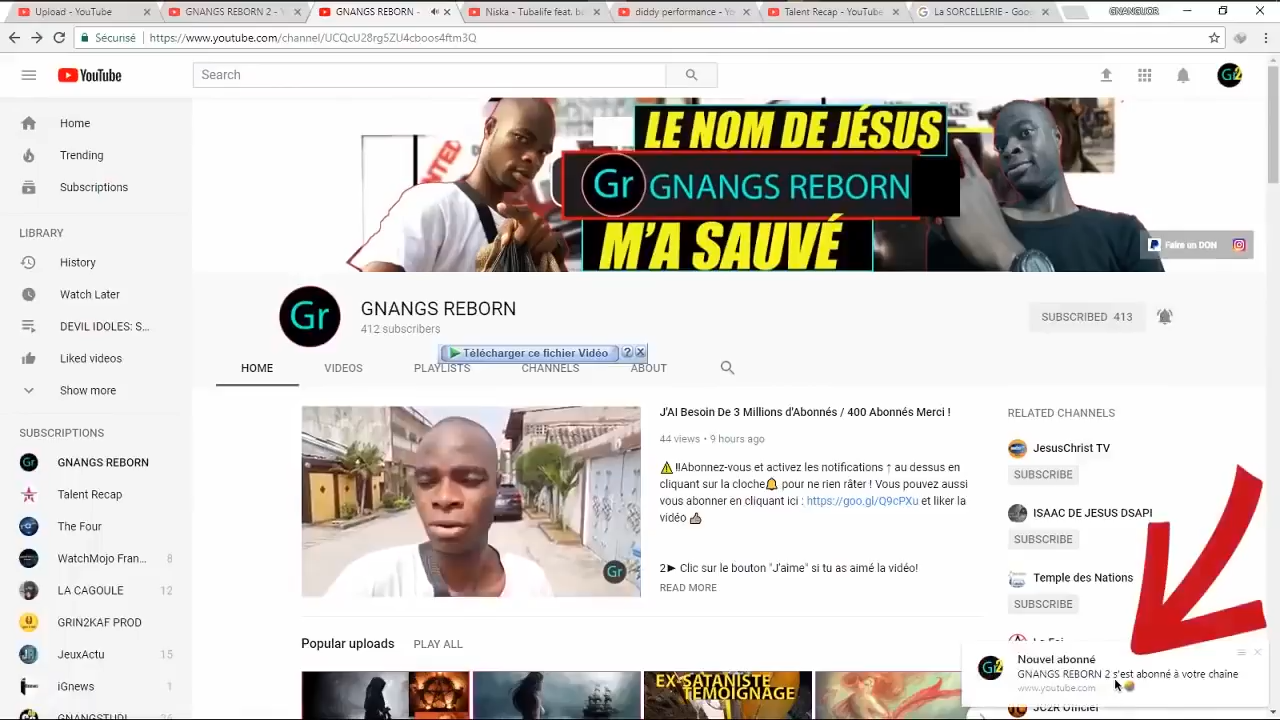 Upload - YouTube
GNANGS REBORN 2 - Y
GNANGS REBORN -
Niska - Tubalife feat. b
diddy performance - Y
Talent Recap - YouTube
La SORCELLERIE - Goo
GNANGUOR
Sécurisé
https://www.youtube.com/channel/UCQcU28rg5ZU4cboos4ftm3Q
YouTube
Search
Gr2
Home
Trending
Subscriptions
LIBRARY
History
Watch Later
DEVIL IDOLES: S...
Liked videos
Show more
SUBSCRIPTIONS
GNANGS REBORN
Talent Recap
The Four
WatchMojo Fran... 8
LA CAGOULE 12
GRIN2KAF PROD
JeuxActu 15
iGnews 1
LE NOM DE JÉSUS
Gr GNANGS REBORN
M'A SAUVÉ
Faire un DON
Gr
GNANGS REBORN
412 subscribers
SUBSCRIBED 413
Télécharger ce fichier Vidéo ?
HOME VIDEOS PLAYLISTS CHANNELS ABOUT
Gr
J'AI Besoin De 3 Millions d'Abonnés / 400 Abonnés Merci !
44 views • 9 hours ago
‼Abonnez-vous et activez les notifications ↑ au dessus en
cliquant sur la cloche🔔 pour ne rien râter ! Vous pouvez aussi
vous abonner en cliquant ici : https://goo.gl/Q9cPXu et liker la
vidéo 👍
2► Clic sur le bouton "J'aime" si tu as aimé la vidéo!
READ MORE
Popular uploads PLAY ALL
EX-SATANISTE
TÉMOIGNAGE
RELATED CHANNELS
JesusChrist TV
SUBSCRIBE
ISAAC DE JESUS DSAPI
SUBSCRIBE
Temple des Nations
SUBSCRIBE
La Foi
Gr2
Nouvel abonné
GNANGS REBORN 2 s'est abonné à votre chaîne
www.youtube.com
JC2R Officiel